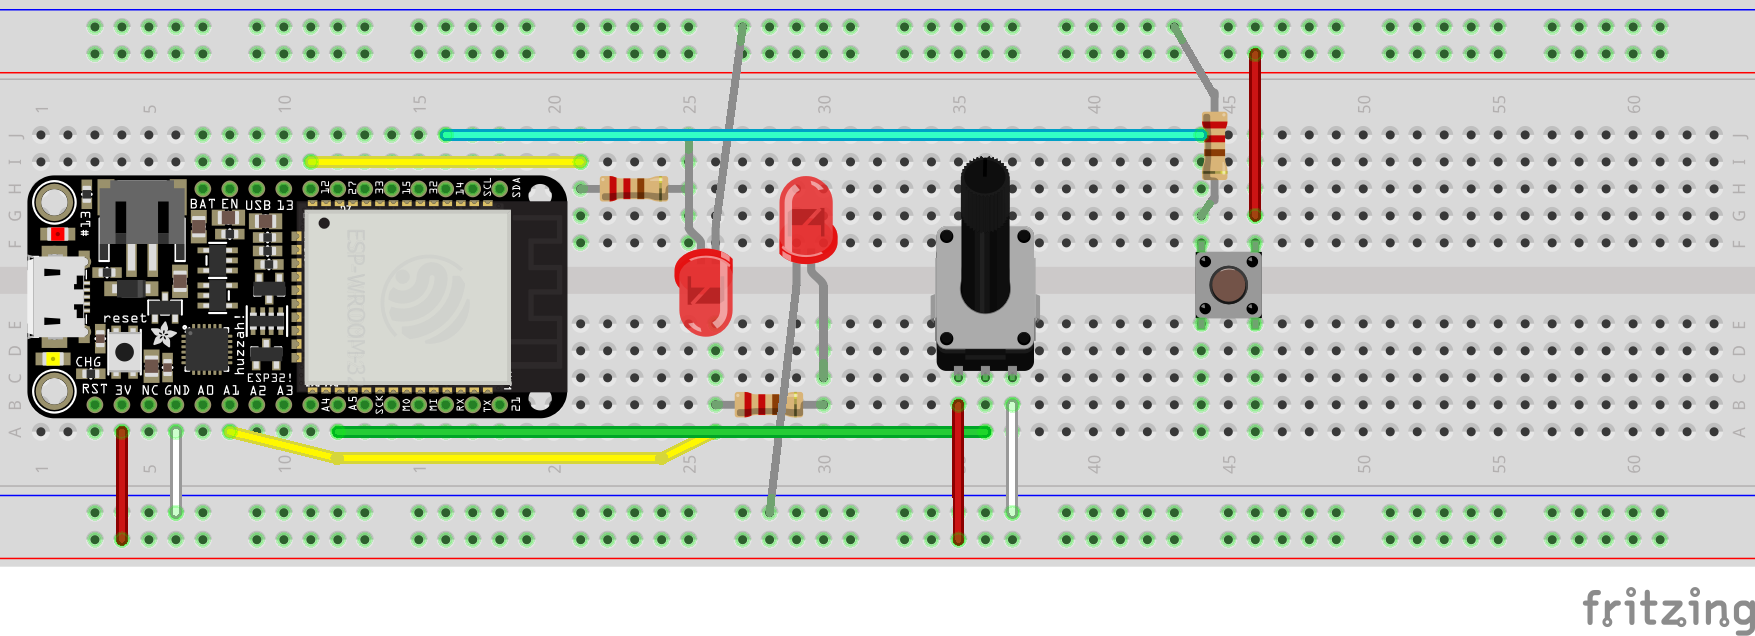 1 5 10 15 20 25 30 35 40 45 50 55 60
J J
I I
H H
G G
F F
E E
D D
C C
B B
A A
12 27 33 15 32 14 SCL SDA
BAT EN USB 13
#13
ESP-WROOM-32
reset
huzzah!
CHG
ESP32!
RST 3V NC GND A0 A1 A2 A3 A4 A5 SCK MO MI RX TX 21
1 5 10 15 20 25 30 35 40 45 50 55 60
fritzing